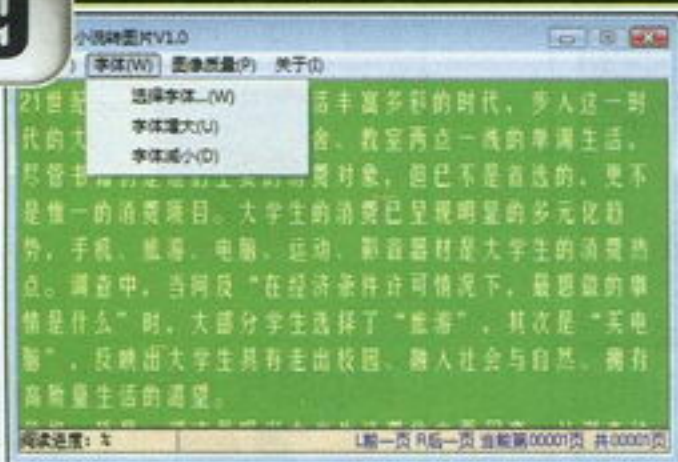 小说转图片V1.0
字体(W) 图像质量(P) 关于(I)
选择字体...(W)
字体增大(U)
字体减小(D)
21世纪 活丰富多彩的时代，步人这一时
代的大 舍、教室两点一线的单调生活。
尽管书籍 消费对象，但已不是首选的、更不
是惟一的消费项目。大学生的消费已呈现明显的多元化趋
势，手机、旅游、电脑、运动、影音器材是大学生的消费热
点。调查中，当问及“在经济条件许可情况下，最想做的事
情是什么”时，大部分学生选择了“旅游”，其次是“买电
脑”，反映出大学生具有走出校园、融人社会与自然、拥有
高质量生活的渴望。
阅读进度：% L前一页 R后一页 当前第00001页 共00001页